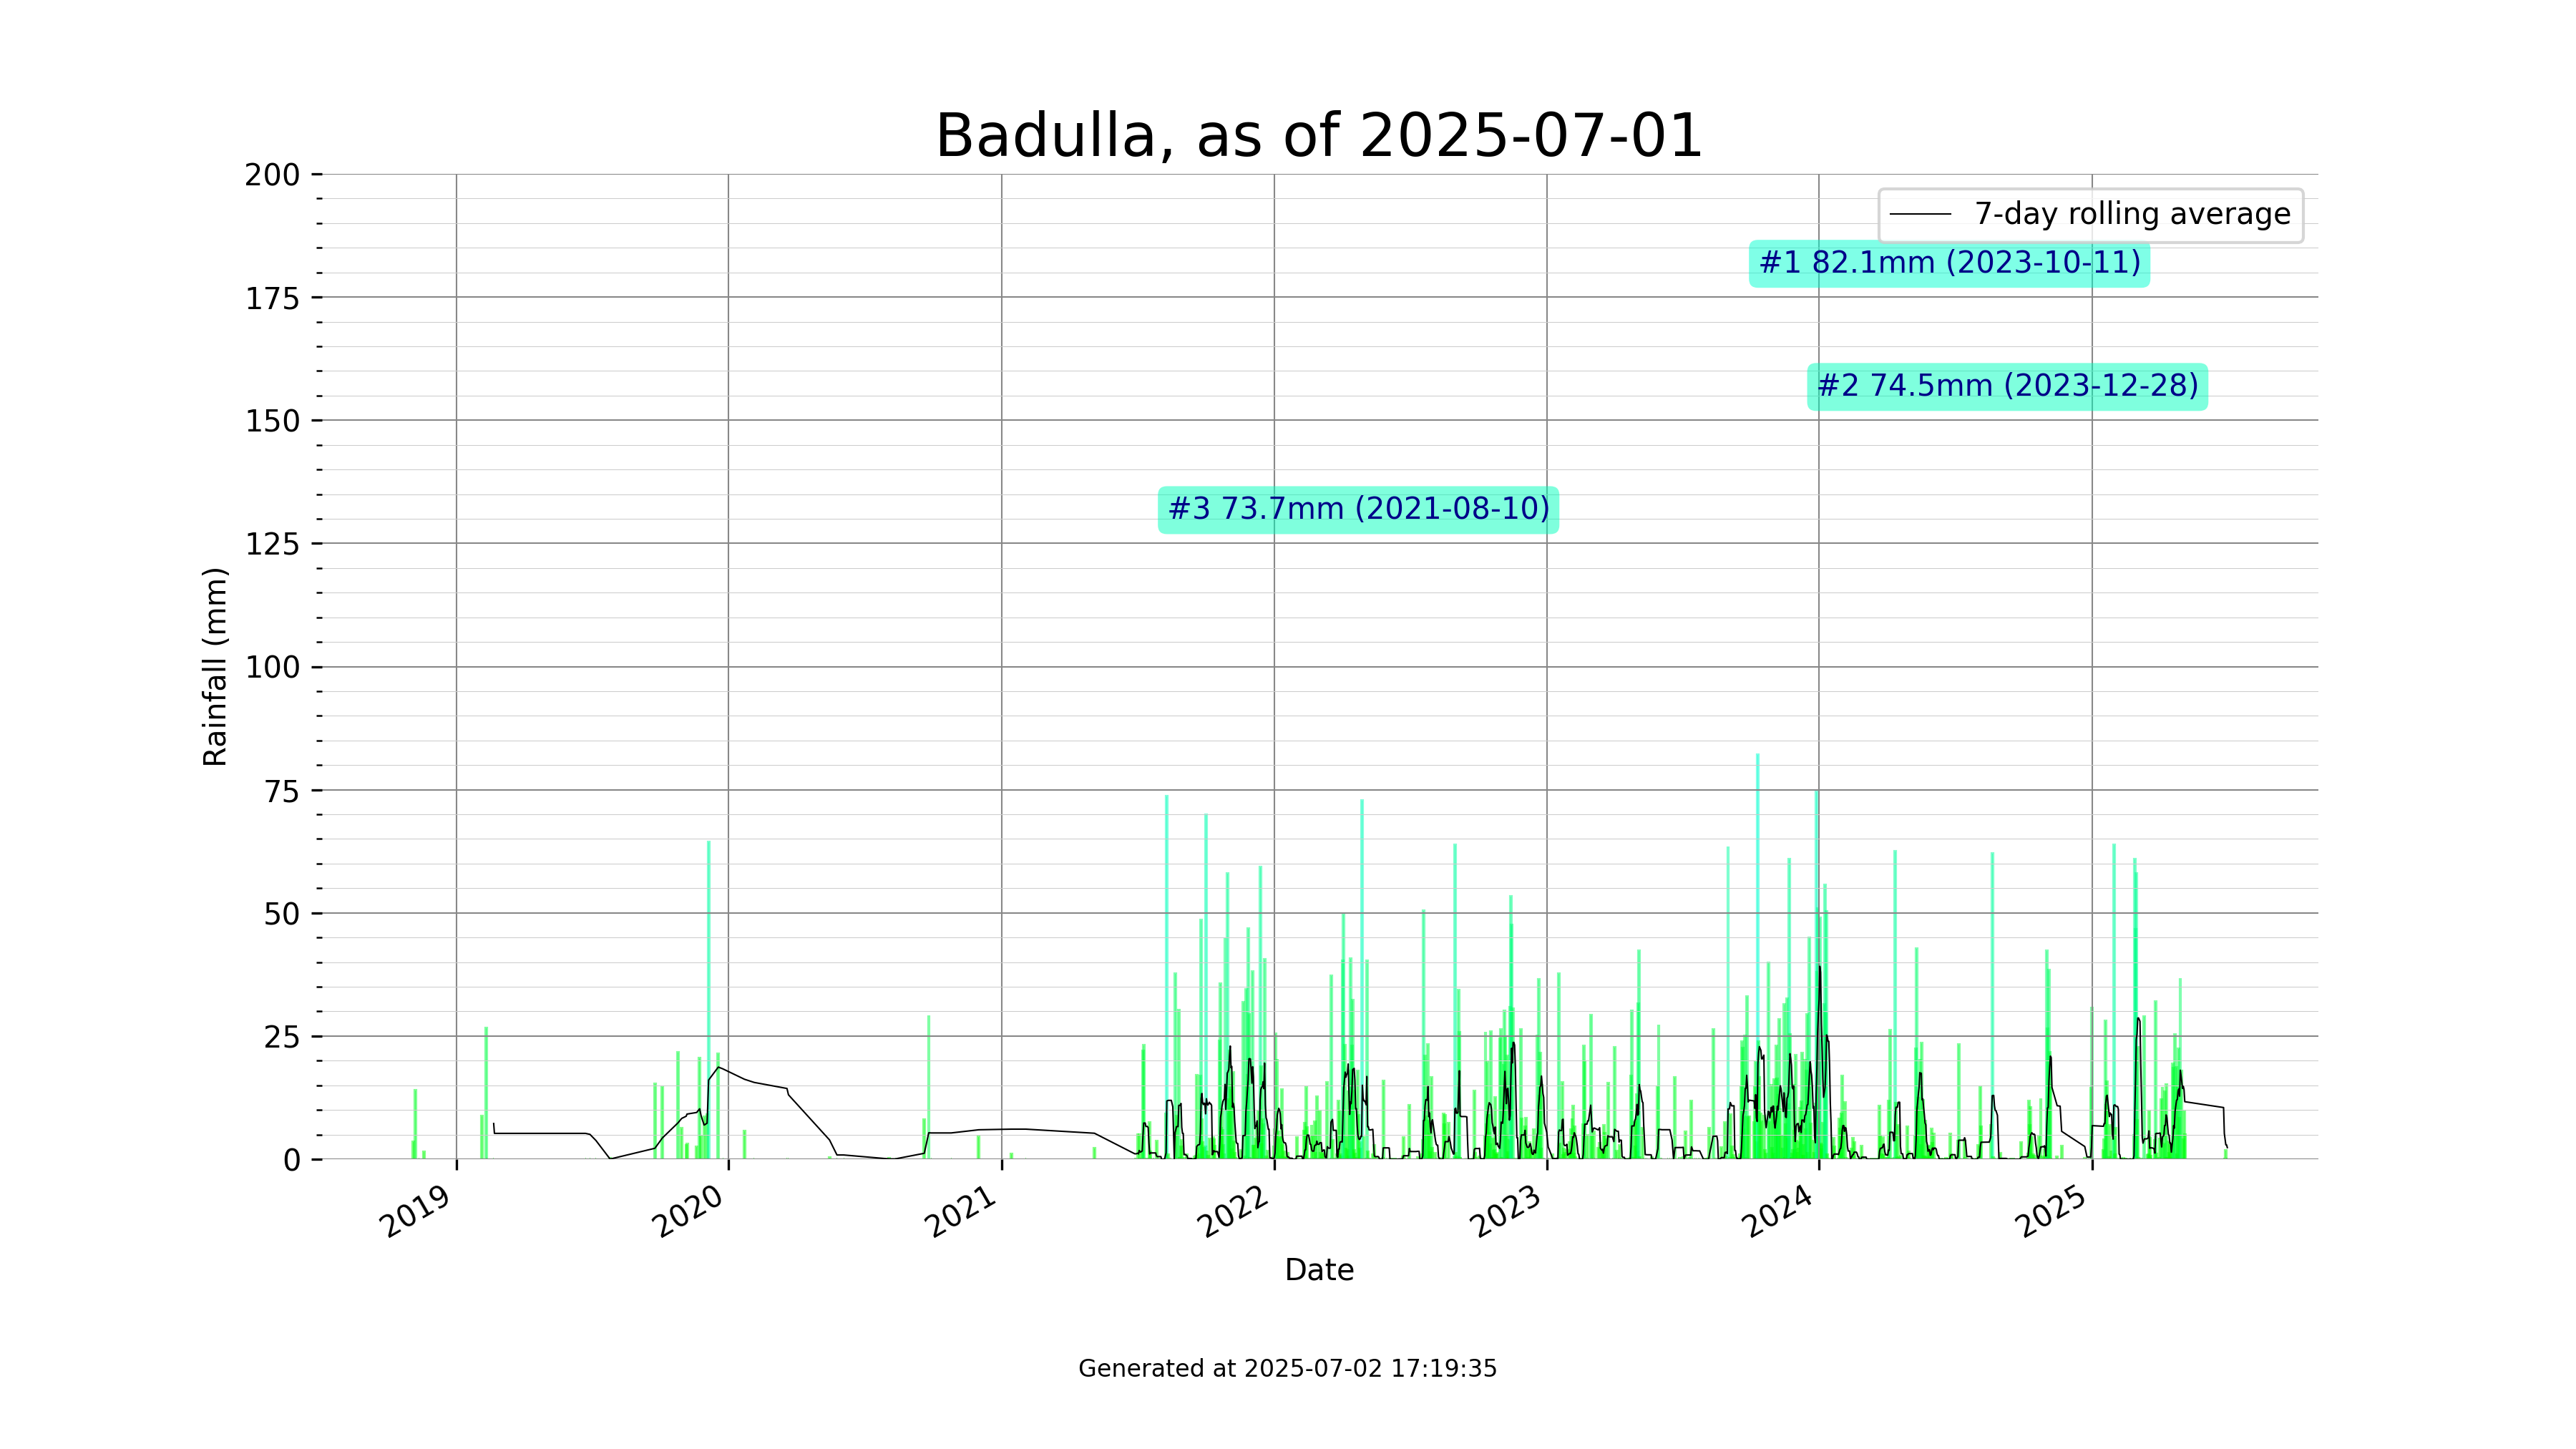 Badulla, as of 2025-07-01
200
175
150
125
100
75
50
25
0
Rainfall (mm)
7-day rolling average
#1 82.1mm (2023-10-11)
#2 74.5mm (2023-12-28)
#3 73.7mm (2021-08-10)
2019
2020
2021
2022
2023
2024
2025
Date
Generated at 2025-07-02 17:19:35